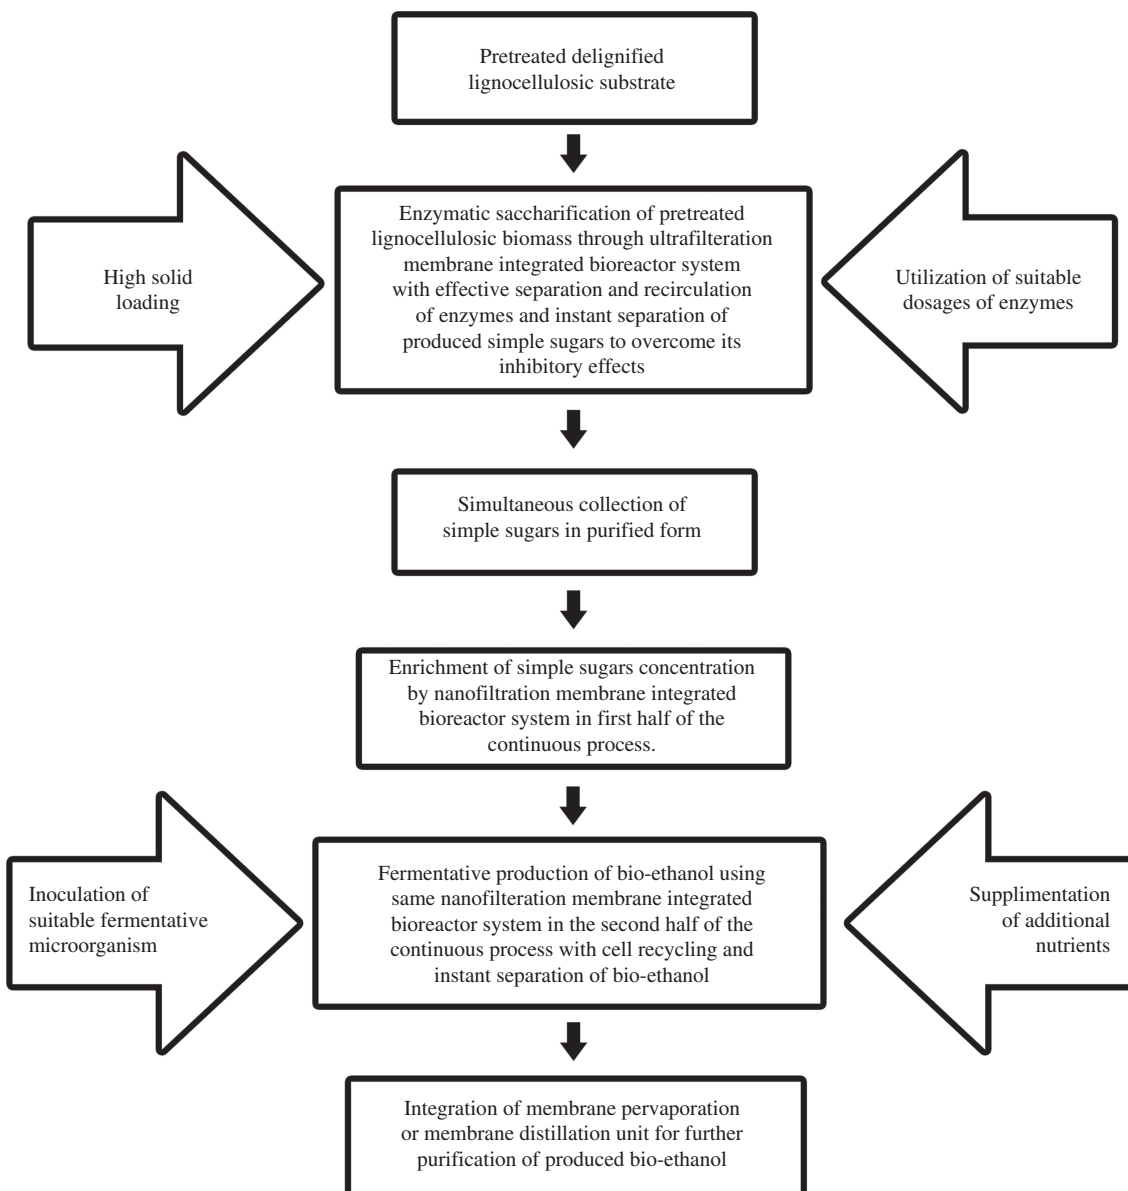 Pretreated delignified
lignocellulosic substrate
High solid
loading
Enzymatic saccharification of pretreated
lignocellulosic biomass through ultrafilteration
membrane integrated bioreactor system
with effective separation and recirculation
of enzymes and instant separation of
produced simple sugars to overcome its
inhibitory effects
Utilization of suitable
dosages of enzymes
Simultaneous collection of
simple sugars in purified form
Enrichment of simple sugars concentration
by nanofiltration membrane integrated
bioreactor system in first half of the
continuous process.
Inoculation of
suitable fermentative
microorganism
Fermentative production of bio-ethanol using
same nanofilteration membrane integrated
bioreactor system in the second half of the
continuous process with cell recycling and
instant separation of bio-ethanol
Supplimentation
of additional
nutrients
Integration of membrane pervaporation
or membrane distillation unit for further
purification of produced bio-ethanol